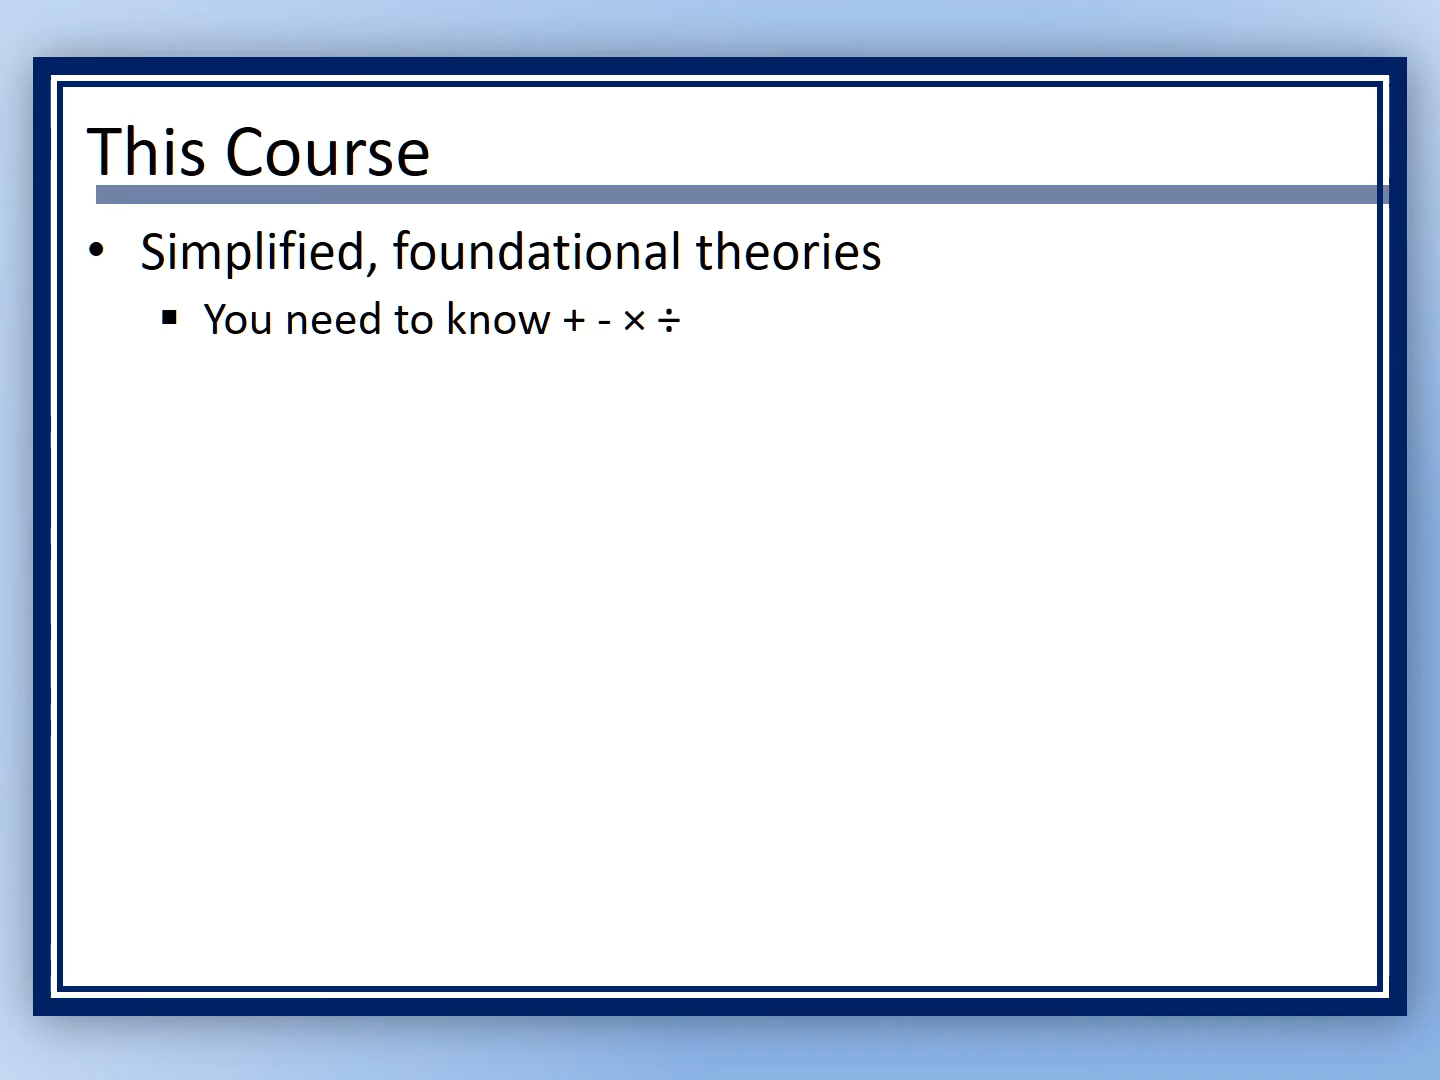 This Course
• Simplified, foundational theories
▪ You need to know + - × ÷